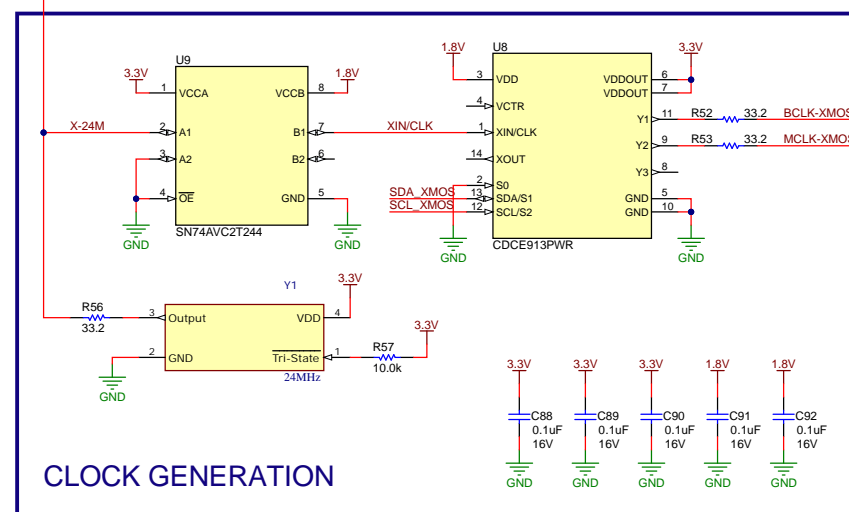 U9
3.3V
1.8V
1 VCCA
VCCB 8
X-24M
2 A1
B1 7
XIN/CLK
3 A2
B2 6
4 OE
GND 5
GND
GND
SN74AVC2T244
U8
1.8V
3.3V
3 VDD
VDDOUT 6
VDDOUT 7
4 VCTR
Y1 11 R52 33.2 BCLK-XMOS
1 XIN/CLK
Y2 9 R53 33.2 MCLK-XMOS
14 XOUT
Y3 8
2 S0
SDA_XMOS 13 SDA/S1
GND 5
SCL_XMOS 12 SCL/S2
GND 10
GND
GND
CDCE913PWR
Y1
3.3V
R56
33.2
3 Output
VDD 4
2 GND
Tri-State 1
R57
10.0k
3.3V
GND
24MHz
3.3V 3.3V 3.3V 1.8V 1.8V
C88 C89 C90 C91 C92
0.1uF 0.1uF 0.1uF 0.1uF 0.1uF
16V 16V 16V 16V 16V
GND GND GND GND GND
CLOCK GENERATION